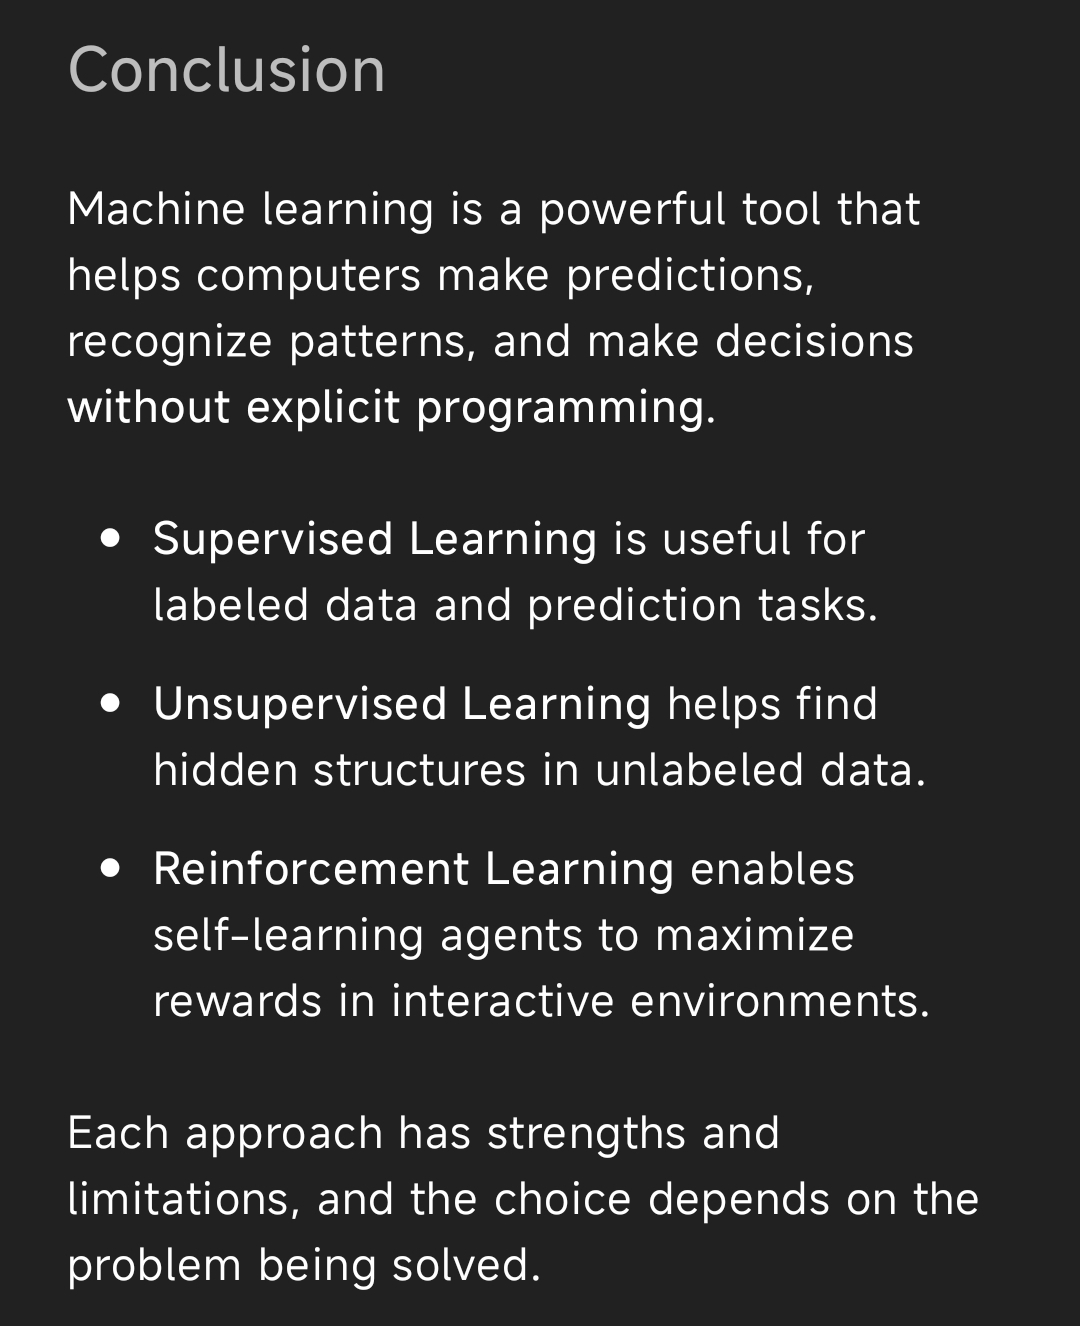 Conclusion
Machine learning is a powerful tool that
helps computers make predictions,
recognize patterns, and make decisions
without explicit programming.
• Supervised Learning is useful for
labeled data and prediction tasks.
• Unsupervised Learning helps find
hidden structures in unlabeled data.
• Reinforcement Learning enables
self-learning agents to maximize
rewards in interactive environments.
Each approach has strengths and
limitations, and the choice depends on the
problem being solved.